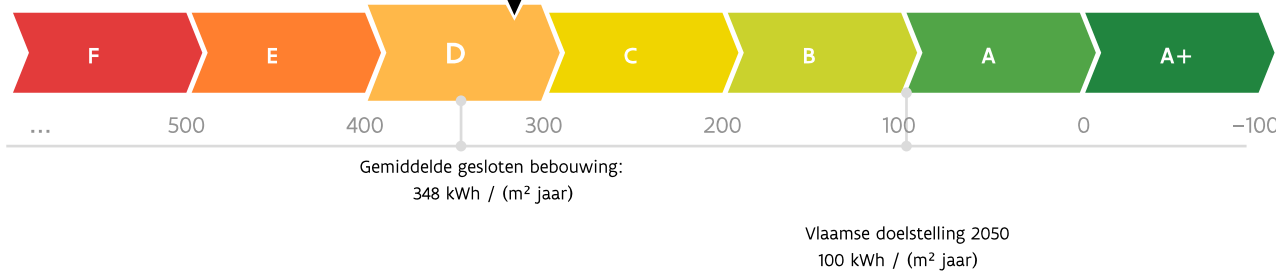 F E D C B A A+
... 500 400 300 200 100 0 –100
Gemiddelde gesloten bebouwing:
348 kWh / (m² jaar)
Vlaamse doelstelling 2050
100 kWh / (m² jaar)